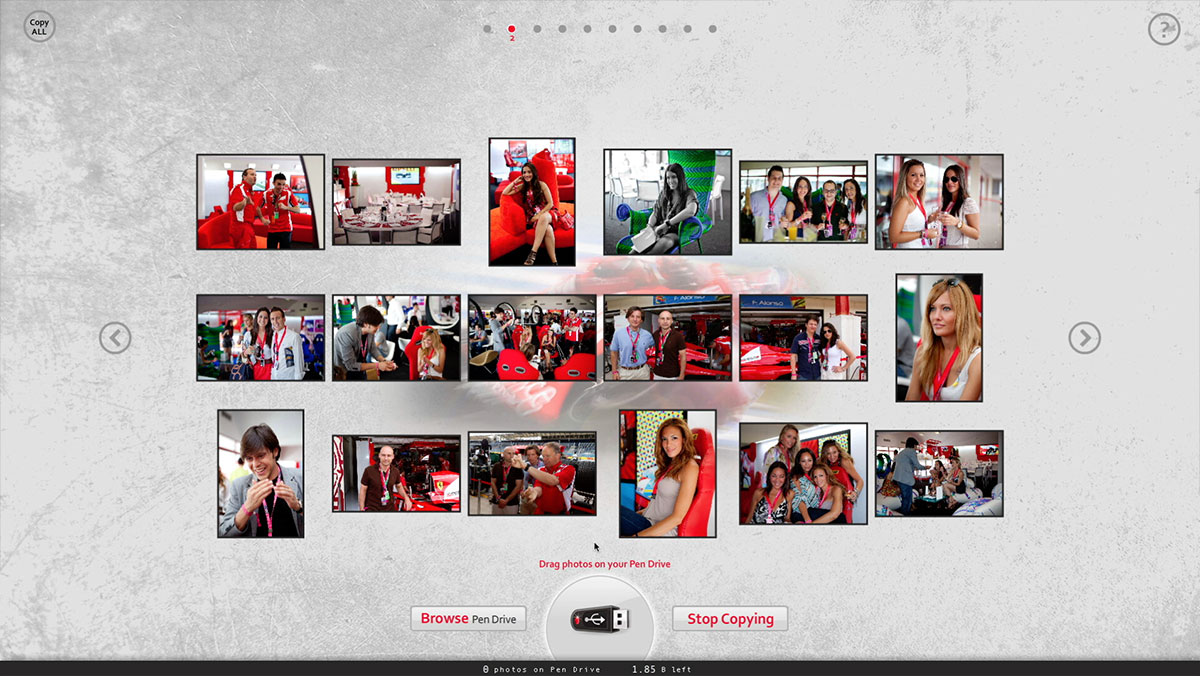 Copy
ALL
2
?
F. Alonso
F. Alonso
Drag photos on your Pen Drive
Browse Pen Drive
Stop Copying
0 photos on Pen Drive 1.85 B left